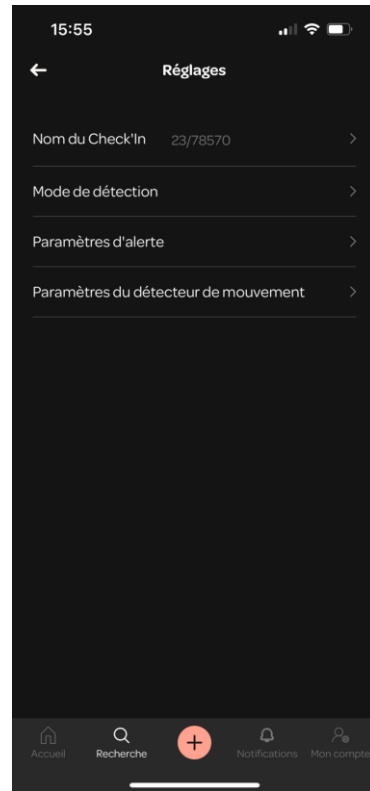 15:55
Réglages
Nom du Check'In 23/78570
Mode de détection
Paramètres d'alerte
Paramètres du détecteur de mouvement
Accueil Recherche Notifications Mon compte